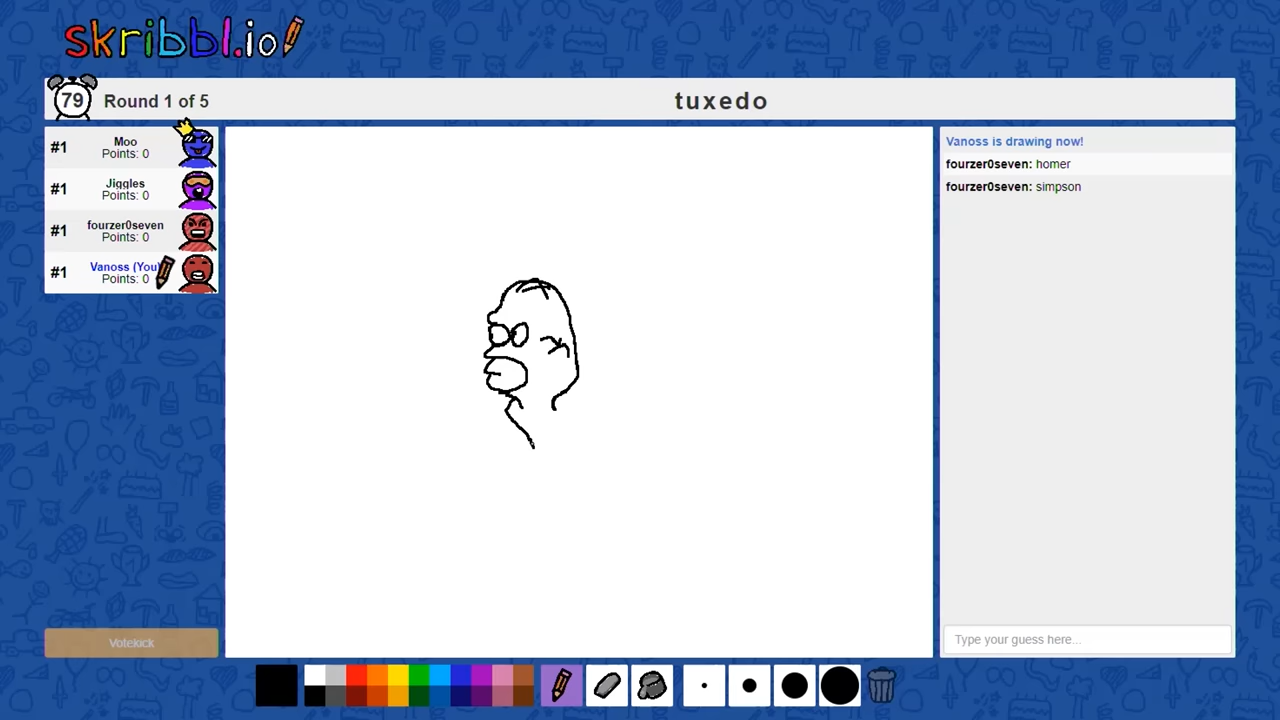 skribbl.io
79
Round 1 of 5
tuxedo
#1
Moo
Points: 0
#1
Jiggles
Points: 0
#1
fourzer0seven
Points: 0
#1
Vanoss (You)
Points: 0
Votekick
Vanoss is drawing now!
fourzer0seven: homer
fourzer0seven: simpson
Type your guess here...